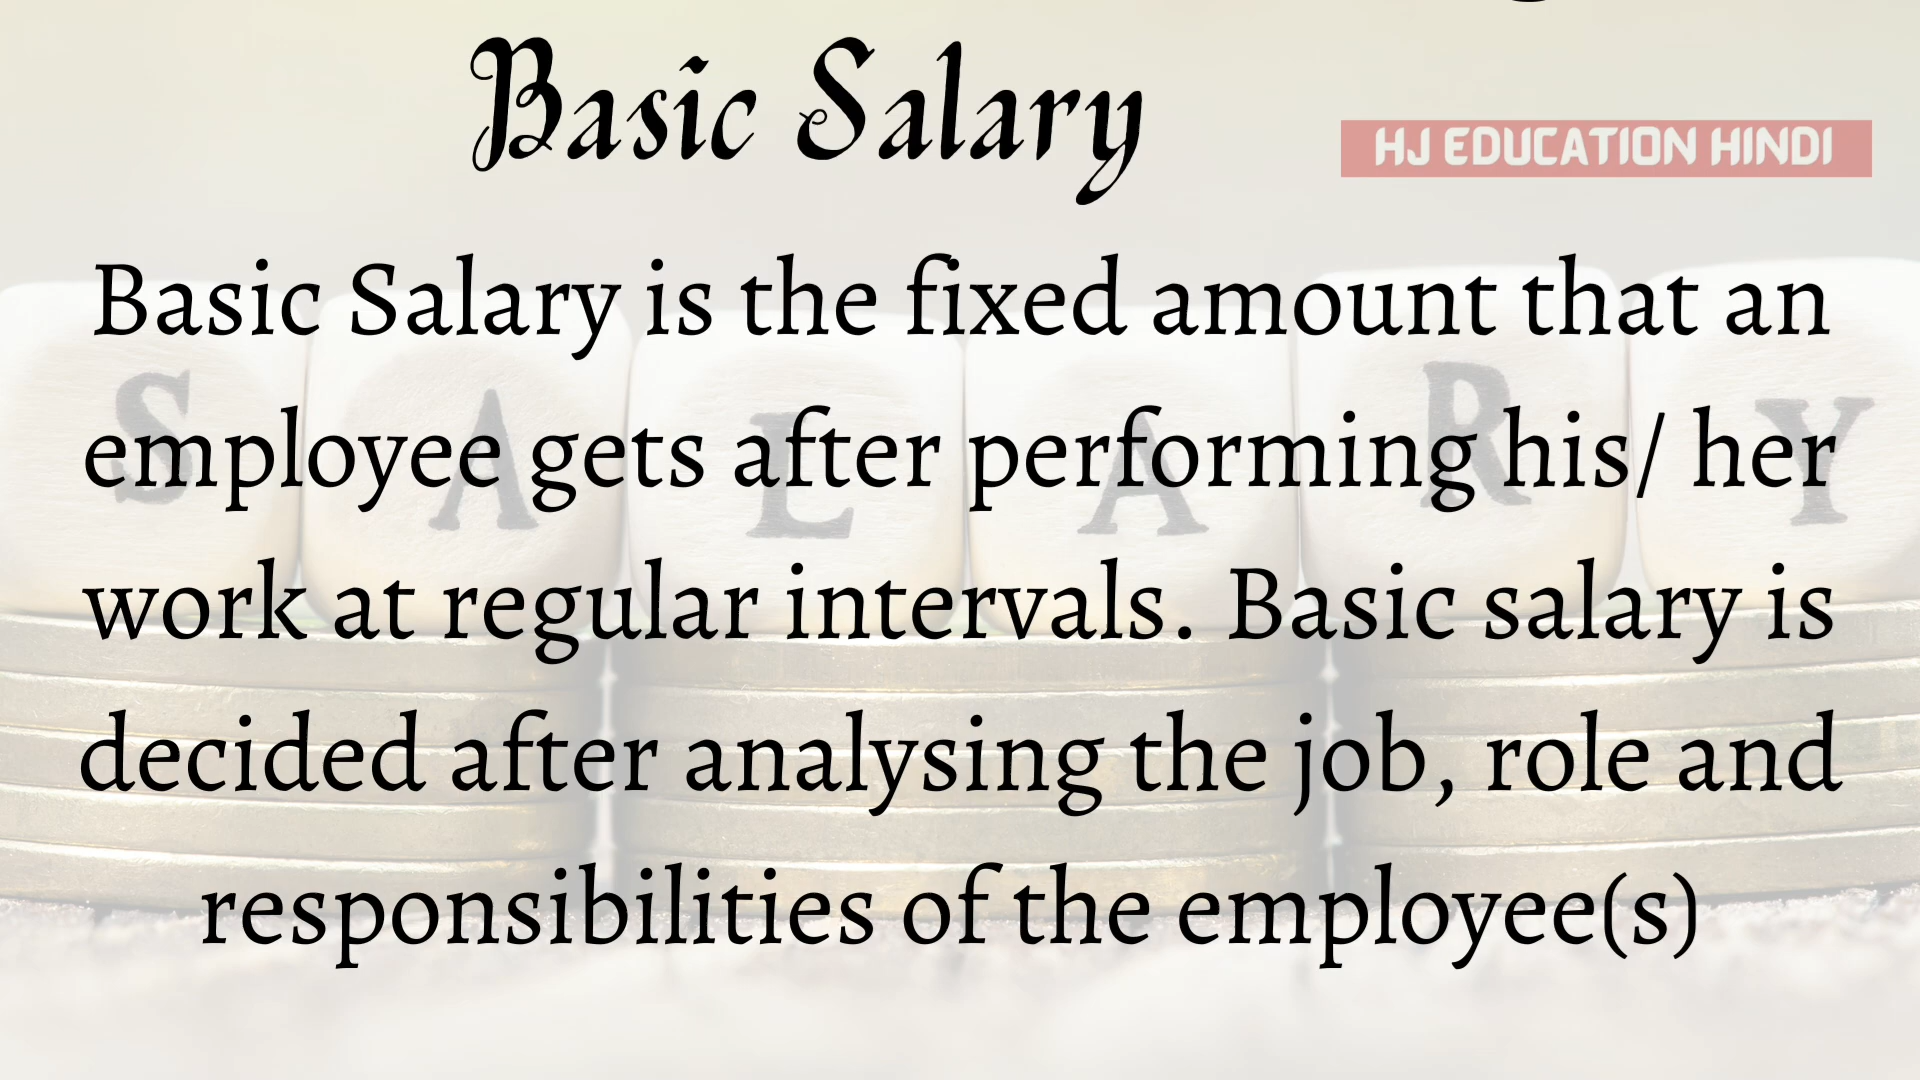 Basic Salary
HJ EDUCATION HINDI
Basic Salary is the fixed amount that an
employee gets after performing his/ her
work at regular intervals. Basic salary is
decided after analysing the job, role and
responsibilities of the employee(s)
S A L A R Y